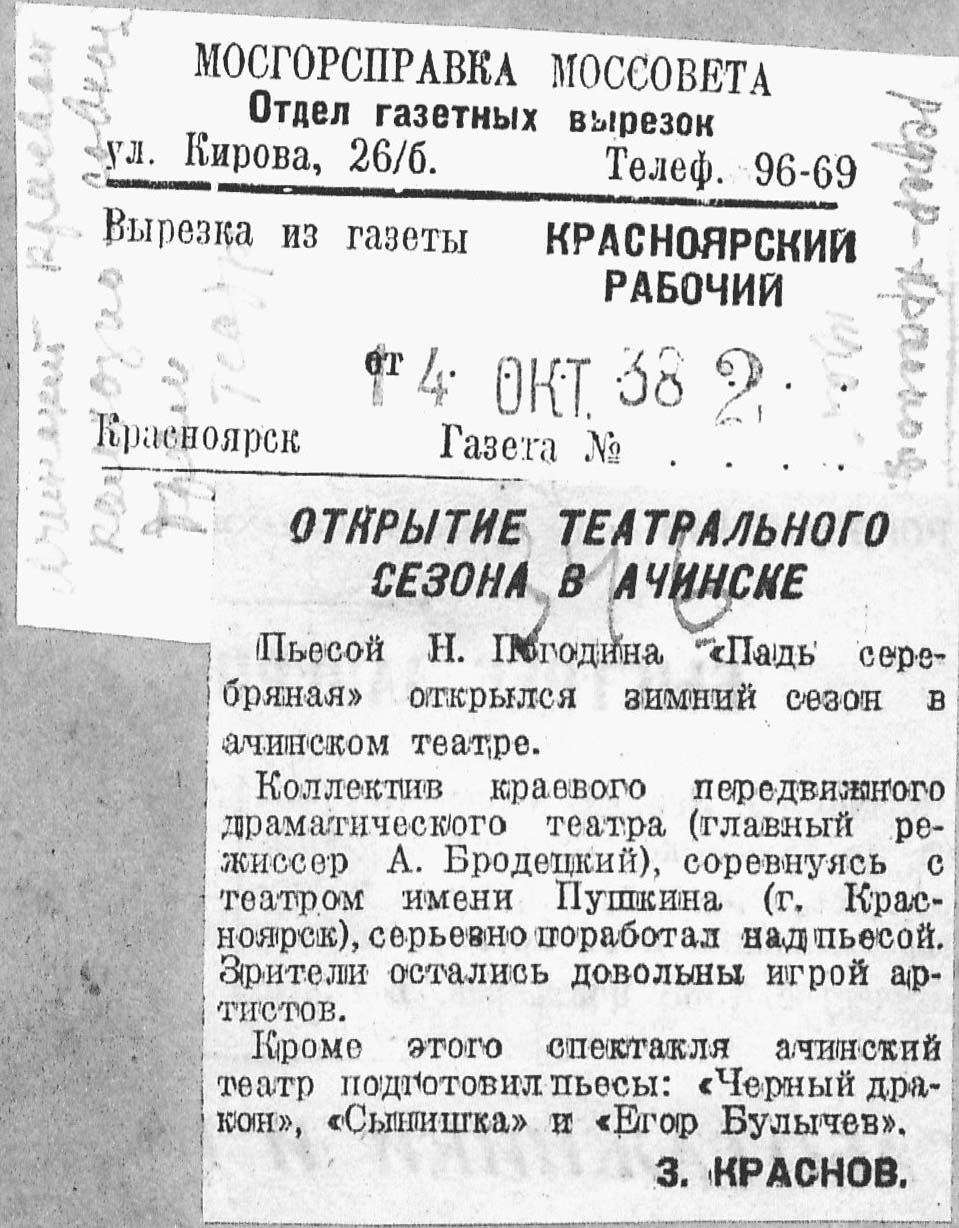 МОСГОРСПРАВКА МОССОВЕТА
Отдел газетных вырезок
ул. Кирова, 26/б. Телеф. 96-69
Вырезка из газеты КРАСНОЯРСКИЙ
РАБОЧИЙ
от 14 ОКТ. 38 2 . .
Красноярск Газета № . . . .
ОТКРЫТИЕ ТЕАТРАЛЬНОГО
СЕЗОНА В АЧИНСКЕ
Пьесой Н. Погодина «Падь сере-
бряная» открылся зимний сезон в
ачинском театре.
Коллектив краевого передвижного
драматического театра (главный ре-
жиссер А. Бродецкий), соревнуясь с
театром имени Пушкина (г. Крас-
ноярск), серьезно поработал над пьесой.
Зрители остались довольны игрой ар-
тистов.
Кроме этого спектакля ачинский
театр подготовил пьесы: «Черный дра-
кон», «Сынишка» и «Егор Булычев».
З. КРАСНОВ.